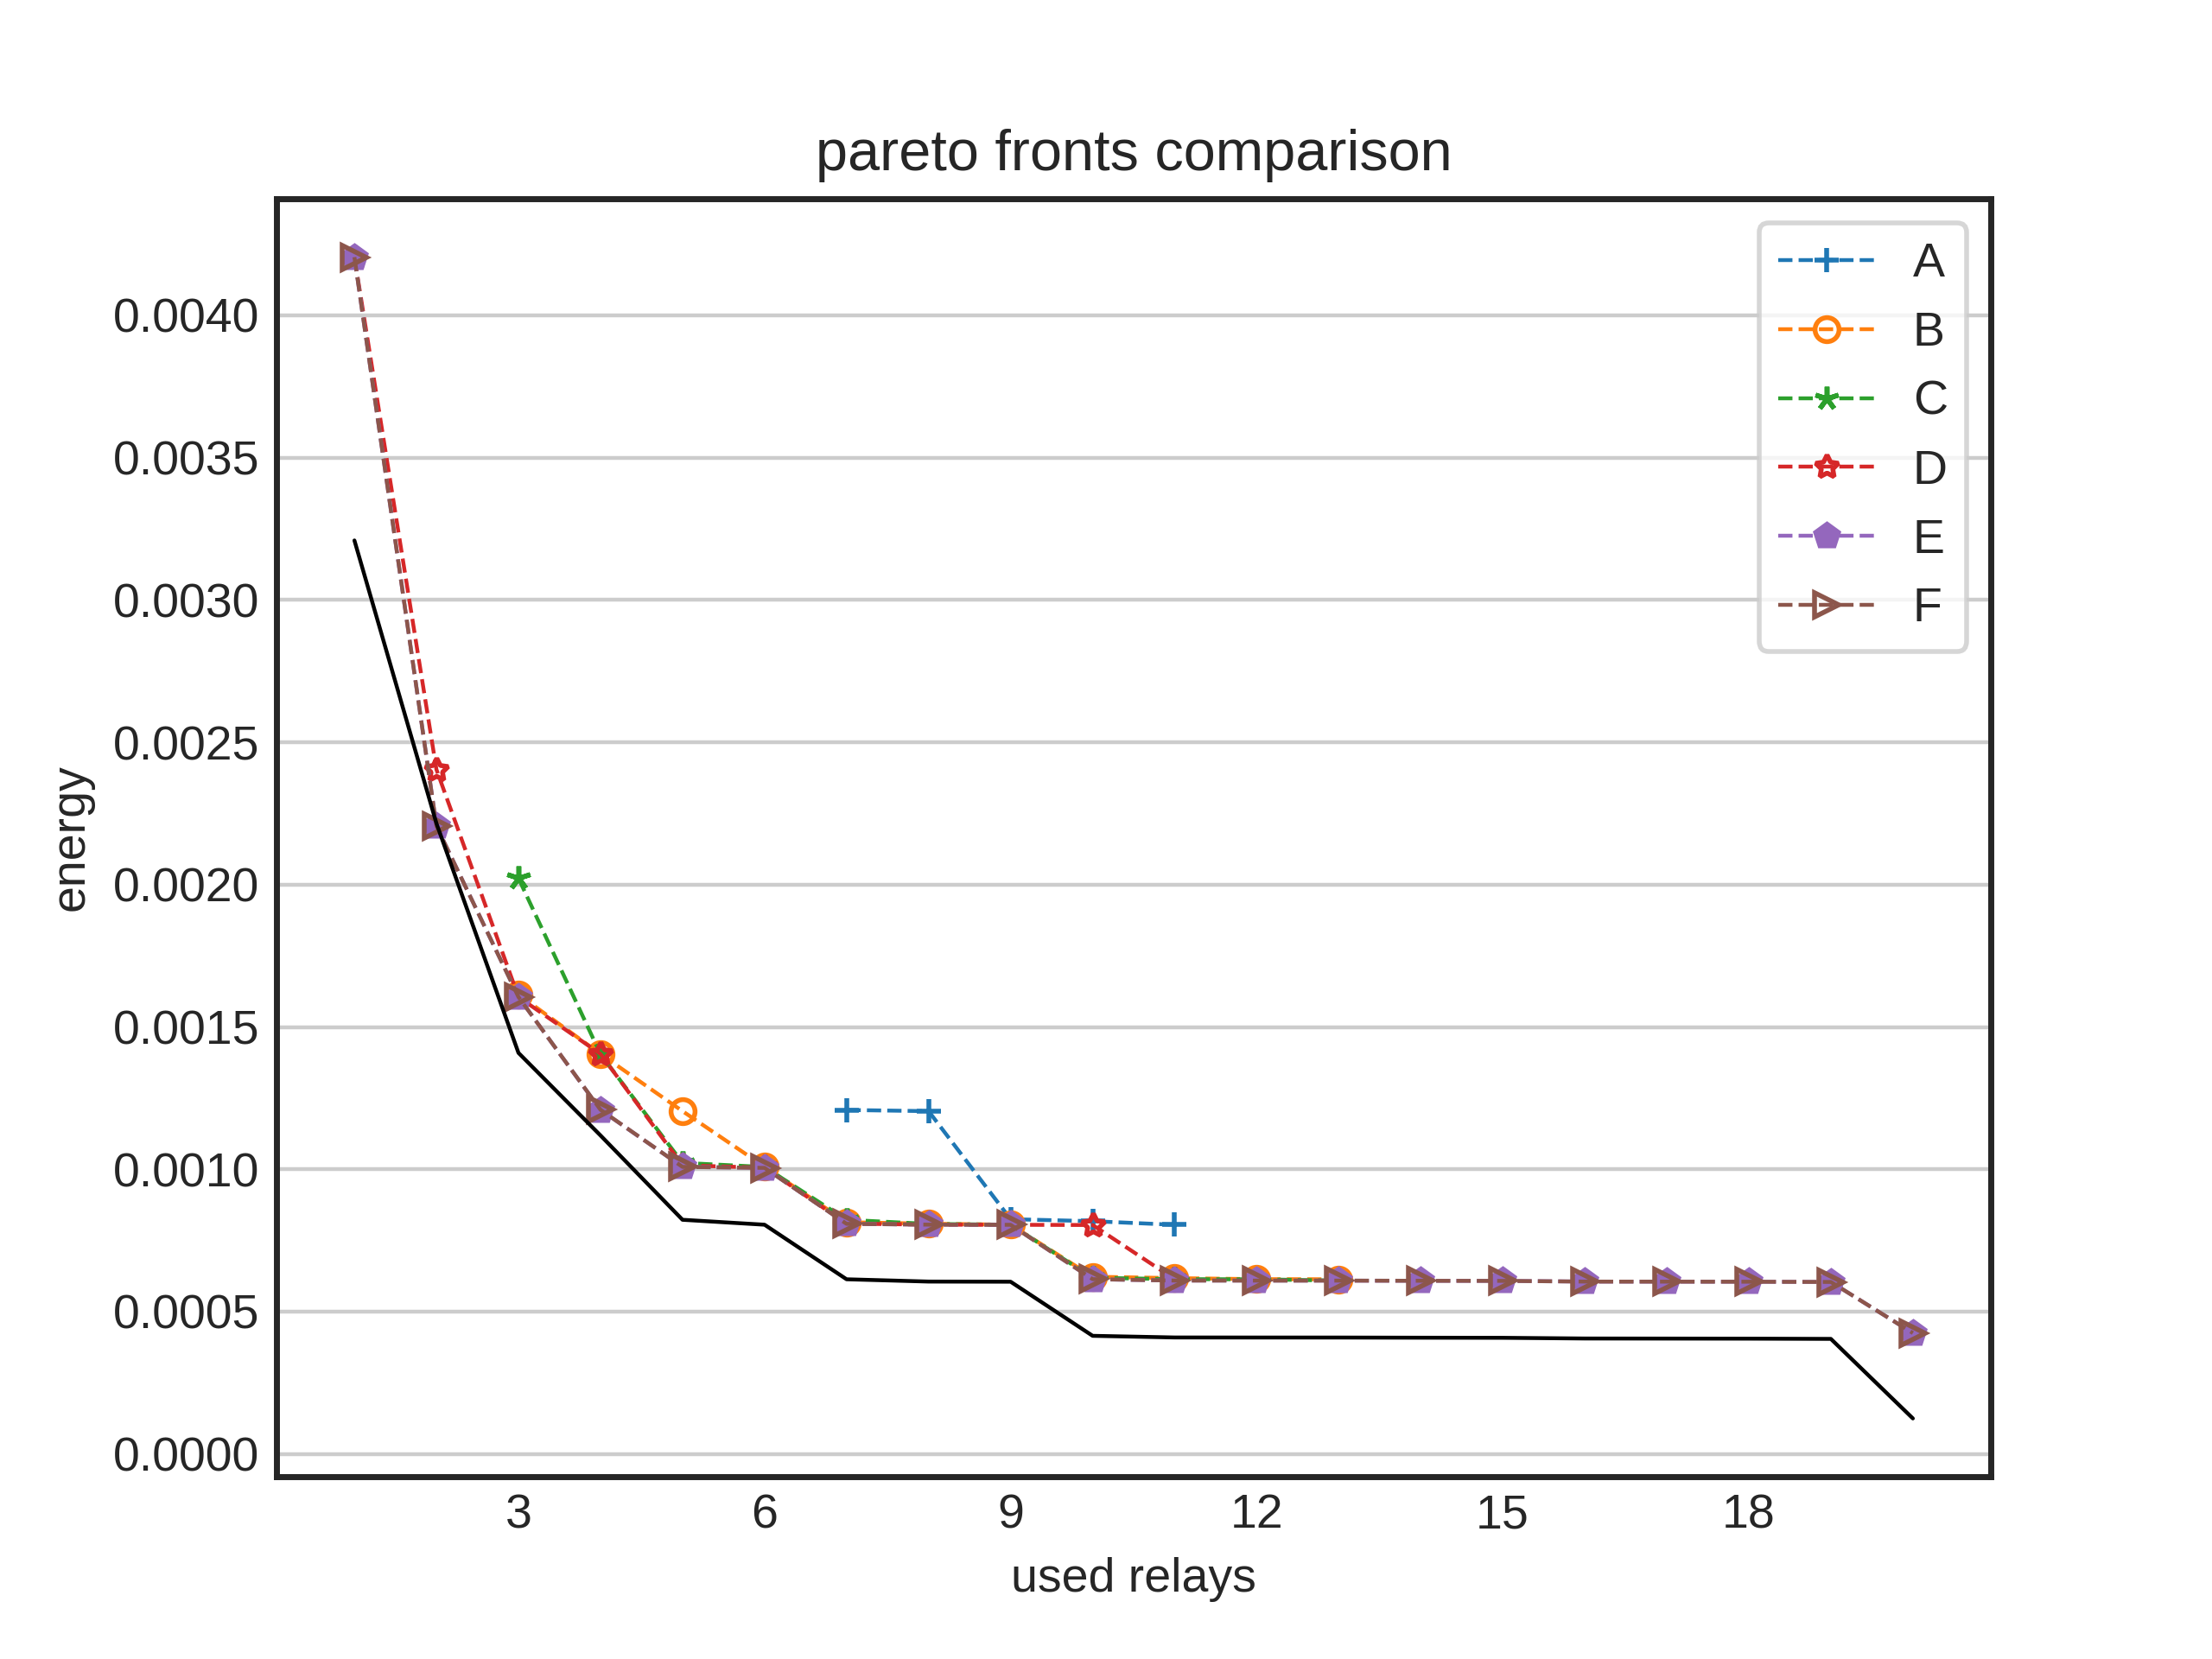 pareto fronts comparison
A
B
C
D
E
F
0.0040
0.0035
0.0030
0.0025
0.0020
0.0015
0.0010
0.0005
0.0000
energy
3 6 9 12 15 18
used relays